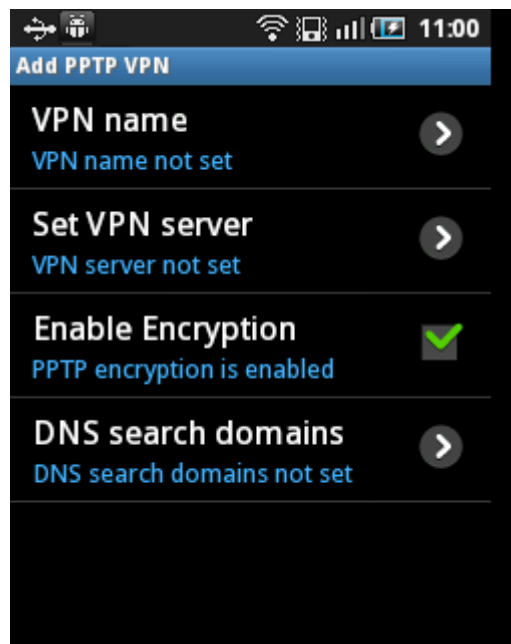 11:00
Add PPTP VPN
VPN name
VPN name not set
Set VPN server
VPN server not set
Enable Encryption
PPTP encryption is enabled
DNS search domains
DNS search domains not set